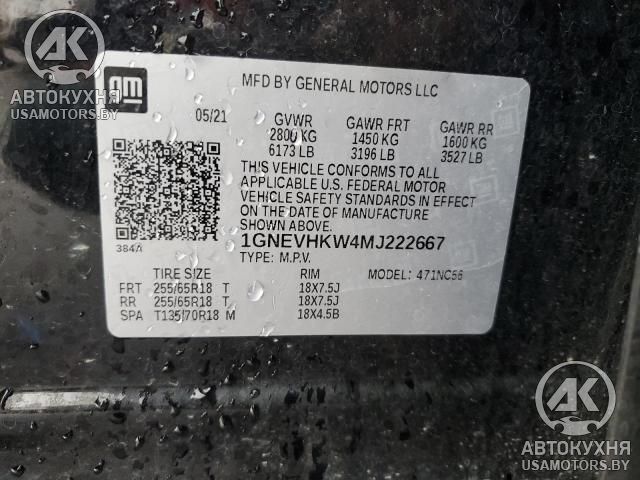 AK
АВТОКУХНЯ
USAMOTORS.BY
GM
MFD BY GENERAL MOTORS LLC
05/21 GVWR GAWR FRT GAWR RR
2800 KG 1450 KG 1600 KG
6173 LB 3196 LB 3527 LB
THIS VEHICLE CONFORMS TO ALL
APPLICABLE U.S. FEDERAL MOTOR
VEHICLE SAFETY STANDARDS IN EFFECT
ON THE DATE OF MANUFACTURE
SHOWN ABOVE.
384A 1GNEVHKW4MJ222667
TYPE: M.P.V.
TIRE SIZE RIM MODEL: 471NC56
FRT 255/65R18 T 18X7.5J
RR 255/65R18 T 18X7.5J
SPA T135/70R18 M 18X4.5B
AK
АВТОКУХНЯ
USAMOTORS.BY